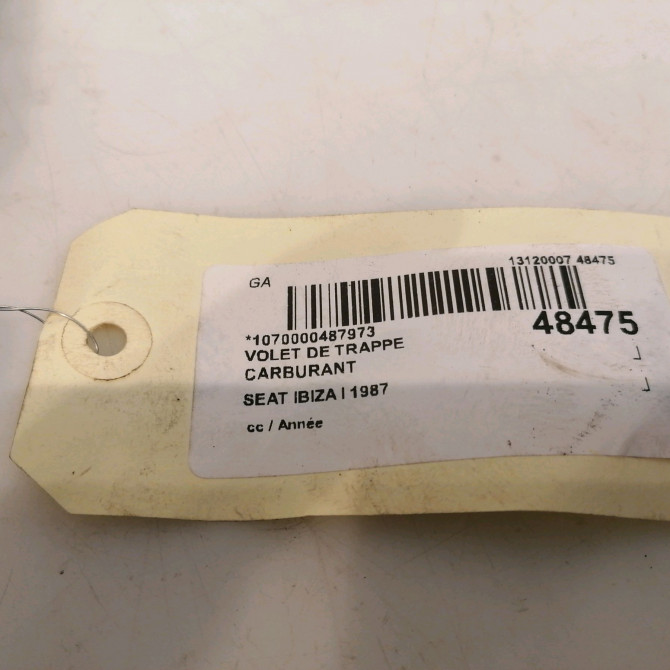 GA
13120007 48475
*1070000487973
48475
VOLET DE TRAPPE
CARBURANT
SEAT IBIZA I 1987
cc / Année